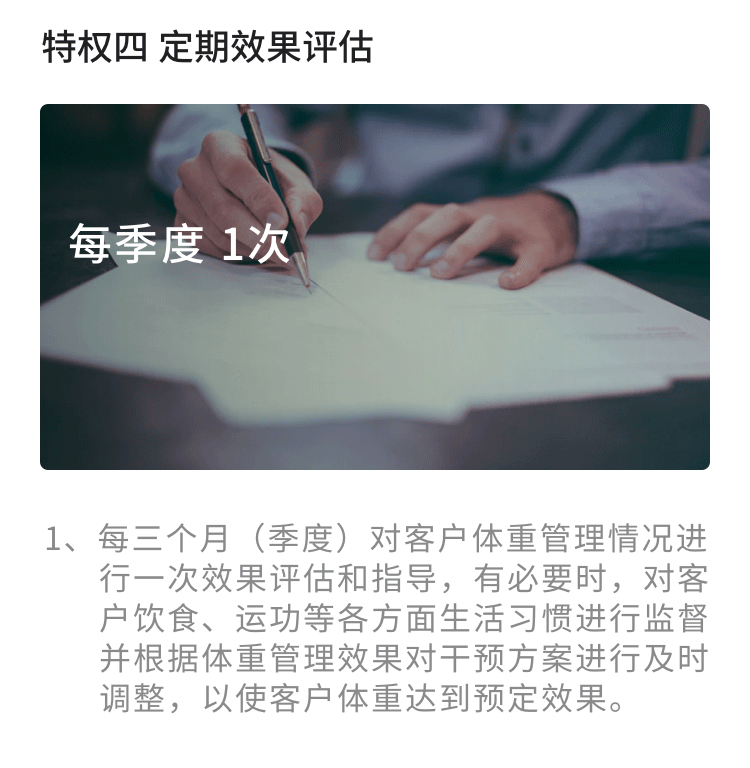 特权四 定期效果评估
每季度 1次
1、每三个月（季度）对客户体重管理情况进
行一次效果评估和指导，有必要时，对客
户饮食、运功等各方面生活习惯进行监督
并根据体重管理效果对干预方案进行及时
调整，以使客户体重达到预定效果。